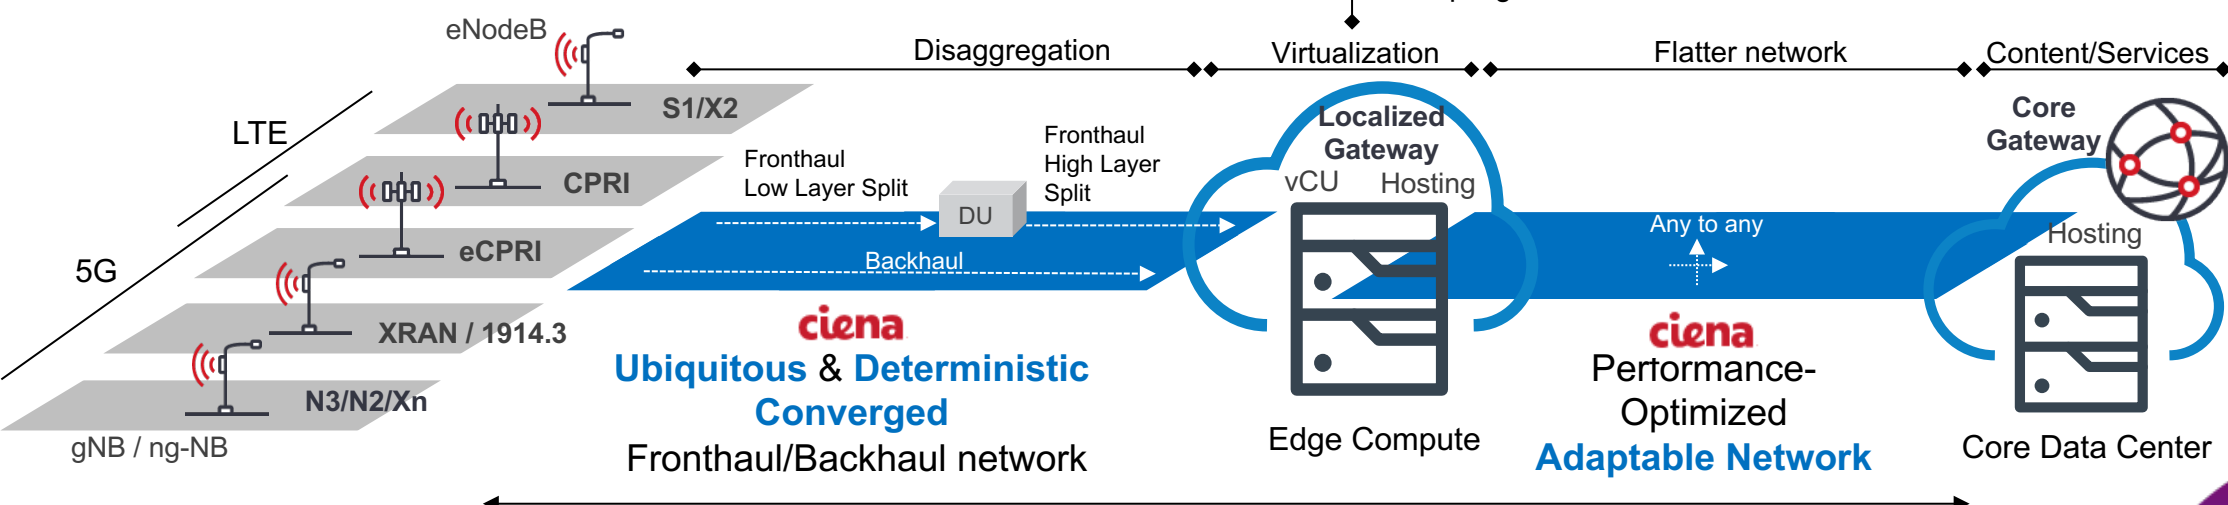 eNodeB
Disaggregation
Virtualization
Flatter network
Content/Services
LTE
S1/X2
CPRI
5G
eCPRI
XRAN / 1914.3
N3/N2/Xn
gNB / ng-NB
Fronthaul
Low Layer Split
DU
Fronthaul
High Layer
Split
Backhaul
ciena
Ubiquitous & Deterministic
Converged
Fronthaul/Backhaul network
Localized
Gateway
vCU
Hosting
Edge Compute
Any to any
ciena
Performance-
Optimized
Adaptable Network
Core
Gateway
Hosting
Core Data Center